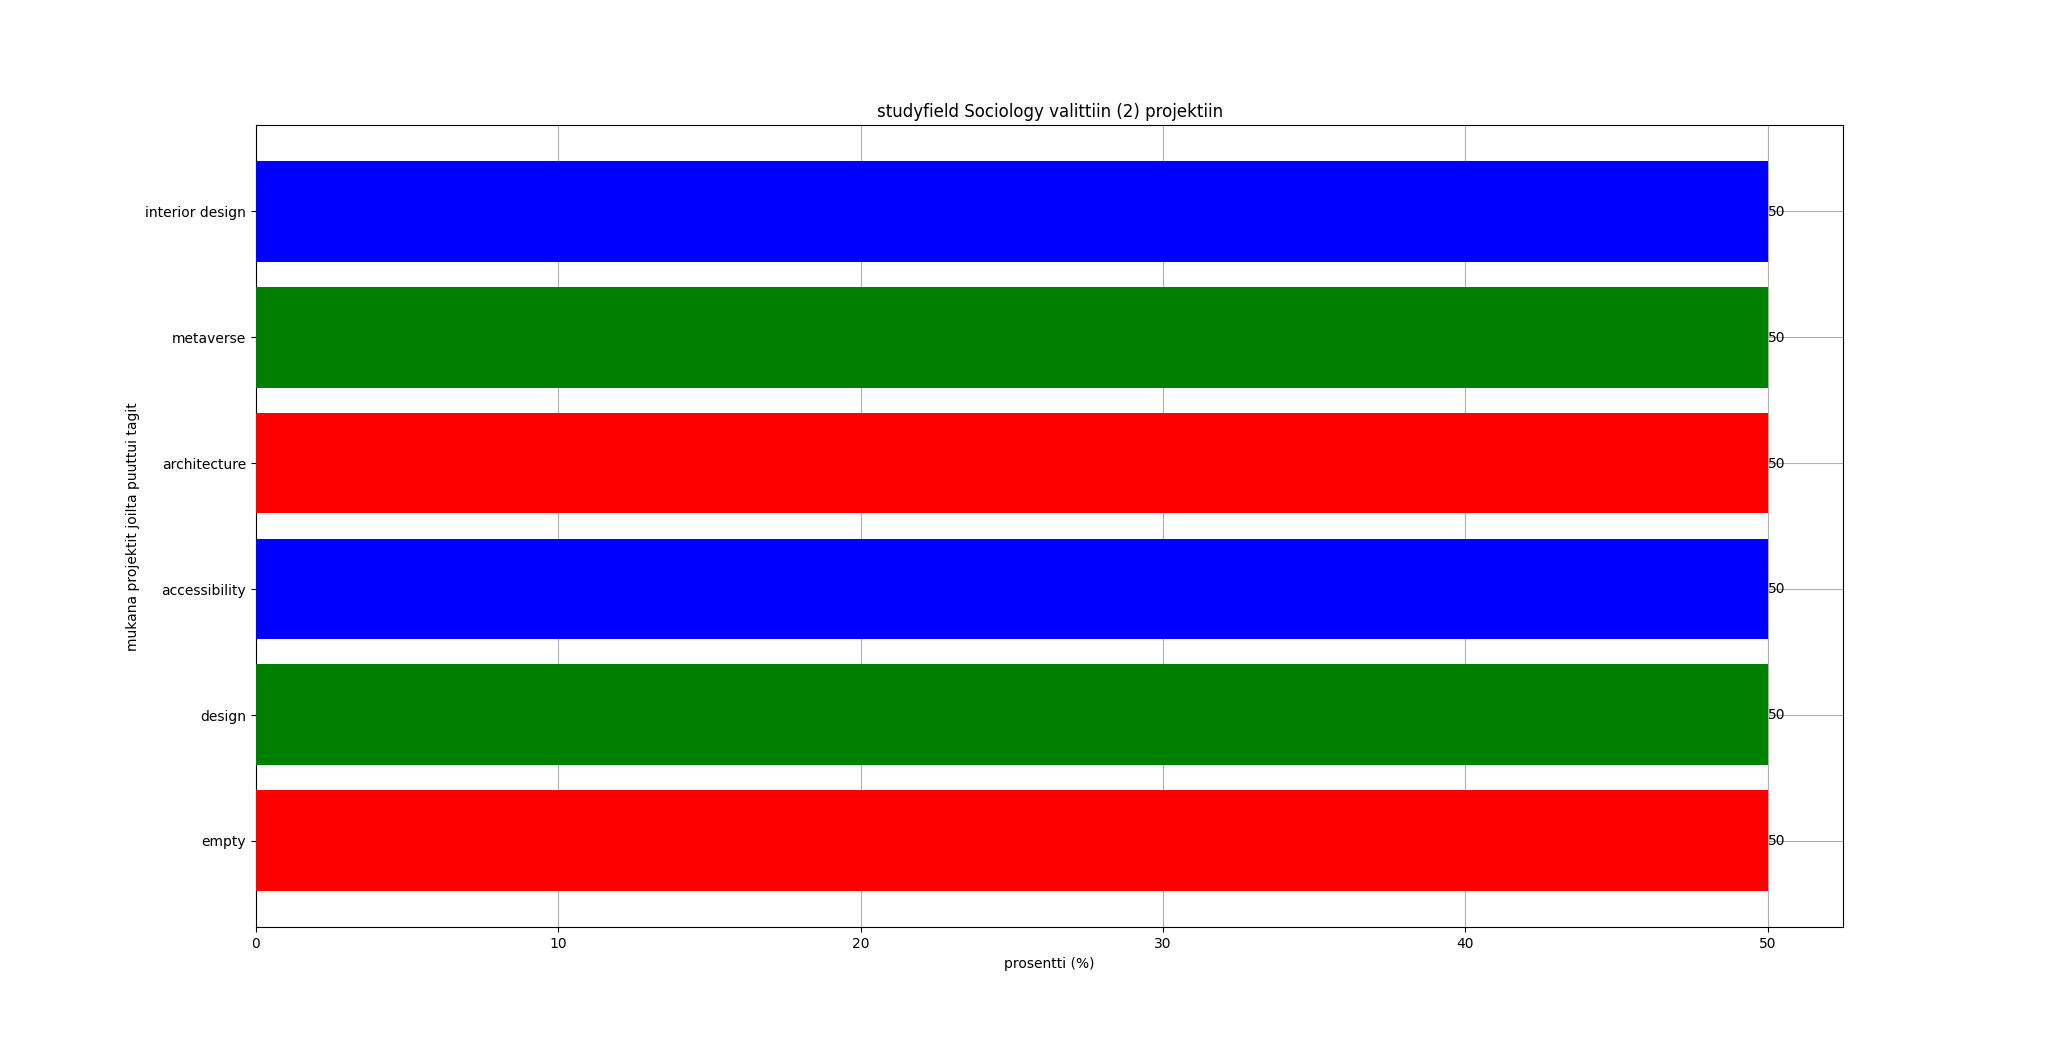 studyfield Sociology valittiin (2) projektiin
mukana projektit joilta puuttui tagit
interior design
50
metaverse
50
architecture
50
accessibility
50
design
50
empty
50
0 10 20 30 40 50
prosentti (%)